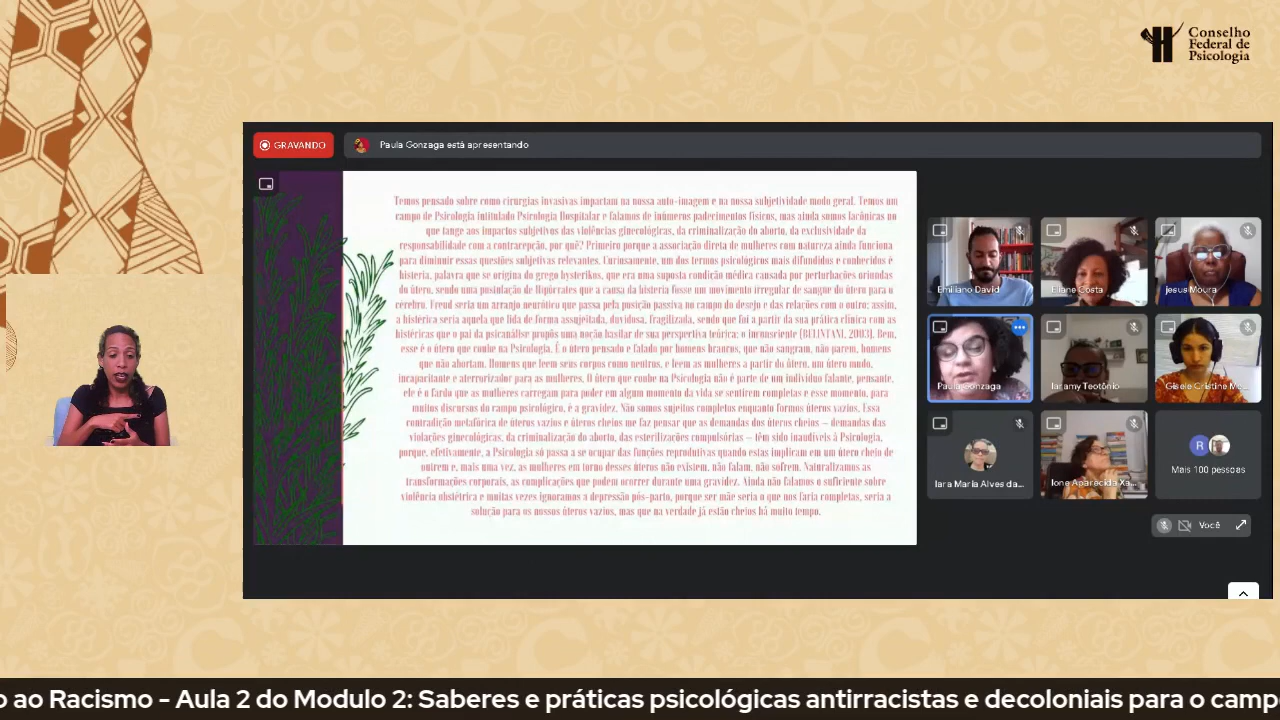 Conselho
Federal de
Psicologia
GRAVANDO
Paula Gonzaga está apresentando
Temos pensado sobre como cirurgias invasivas impactam na nossa auto-imagem e na nossa subjetividade modo geral. Temos um
campo de Psicologia intitulado Psicologia Hospitalar e falamos de inúmeros padecimentos físicos, mas ainda somos lacônicas no
que tange aos impactos subjetivos das violências ginecológicas, da criminalização do aborto, da exclusividade da
responsabilidade com a contracepção, por quê? Primeiro porque a associação direta de mulheres com natureza ainda funciona
para diminuir essas questões subjetivas relevantes. Curiosamente, um dos termos psicológicos mais difundidos e conhecidos é
histeria, palavra que se origina do grego hysterikos, que era uma suposta condição médica causada por perturbações oriundas
do útero, sendo uma postulação de Hipócrates que a causa da histeria fosse um movimento irregular de sangue do útero para o
cérebro. Freud seria um arranjo neurótico que passa pela posição passiva no campo do desejo e das relações com o outro; assim,
a histérica seria aquela que lida de forma assujeitada, duvidosa, fragilizada, sendo que foi a partir da sua prática clínica com as
histéricas que o pai da psicanálise propôs uma noção basilar de sua perspectiva teórica: o inconsciente (BELINTANI, 2003). Bem,
esse é o útero que coube na Psicologia. É o útero pensado e falado por homens brancos, que não sangram, não parem, homens
que não abortam. Homens que leem seus corpos como neutros, e leem as mulheres a partir do útero, um útero mudo,
incapacitante e aterrorizador para as mulheres. O útero que coube na Psicologia não é parte de um indivíduo falante, pensante,
ele é o fardo que as mulheres carregam para poder em algum momento da vida se sentirem completas e esse momento, para
muitos discursos do campo psicológico, é a gravidez. Não somos sujeitos completos enquanto formos úteros vazios. Essa
contradição metafórica de úteros vazios e úteros cheios me faz pensar que as demandas dos úteros cheios – demandas das
violações ginecológicas, da criminalização do aborto, das esterilizações compulsórias – têm sido inaudíveis à Psicologia,
porque, efetivamente, a Psicologia só passa a se ocupar das funções reprodutivas quando estas implicam em um útero cheio de
outrem e, mais uma vez, as mulheres em torno desses úteros não existem, não falam, não sofrem. Naturalizamos as
transformações corporais, as complicações que podem ocorrer durante uma gravidez. Ainda não falamos o suficiente sobre
violência obstétrica e muitas vezes ignoramos a depressão pós-parto, porque ser mãe seria o que nos faria completas, seria a
solução para os nossos úteros vazios, mas que na verdade já estão cheios há muito tempo.
Emiliano David
Eliane Costa
jesus Moura
Paula Gonzaga
Iaramy Teotônio
Gisele Cristine Mo...
Iara Maria Alves da...
Ione Aparecida Xa...
R
Mais 100 pessoas
Você
o ao Racismo - Aula 2 do Modulo 2: Saberes e práticas psicológicas antirracistas e decoloniais para o camp